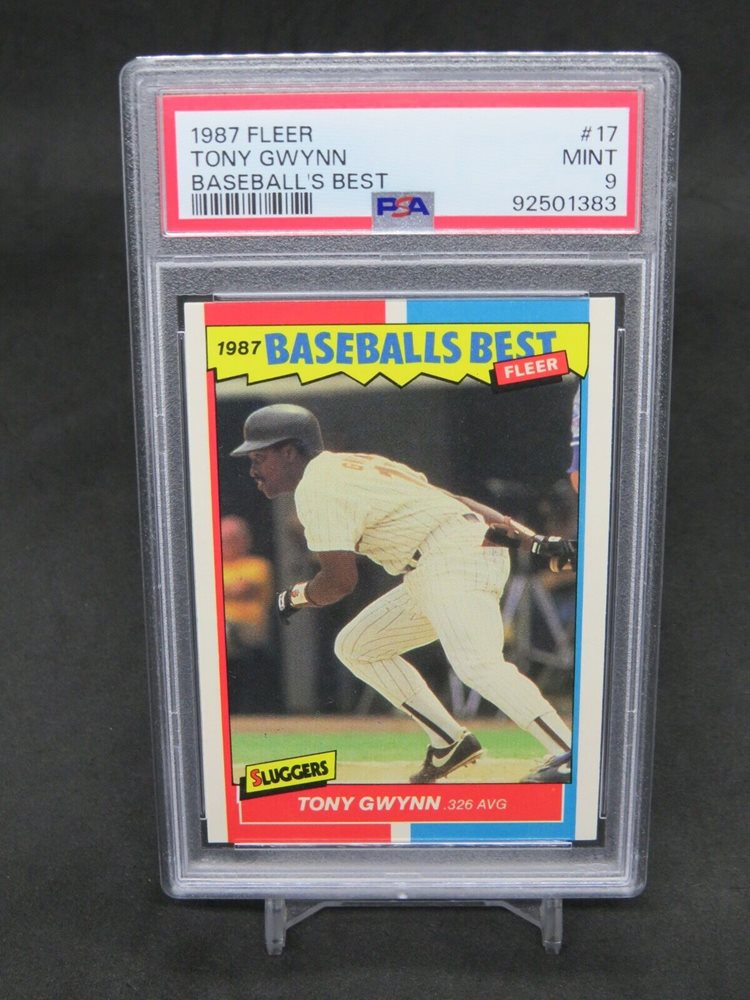 1987 FLEER #17
TONY GWYNN MINT
BASEBALL'S BEST 9
PSA 92501383
1987 BASEBALLS BEST
FLEER
SLUGGERS
TONY GWYNN .326 AVG